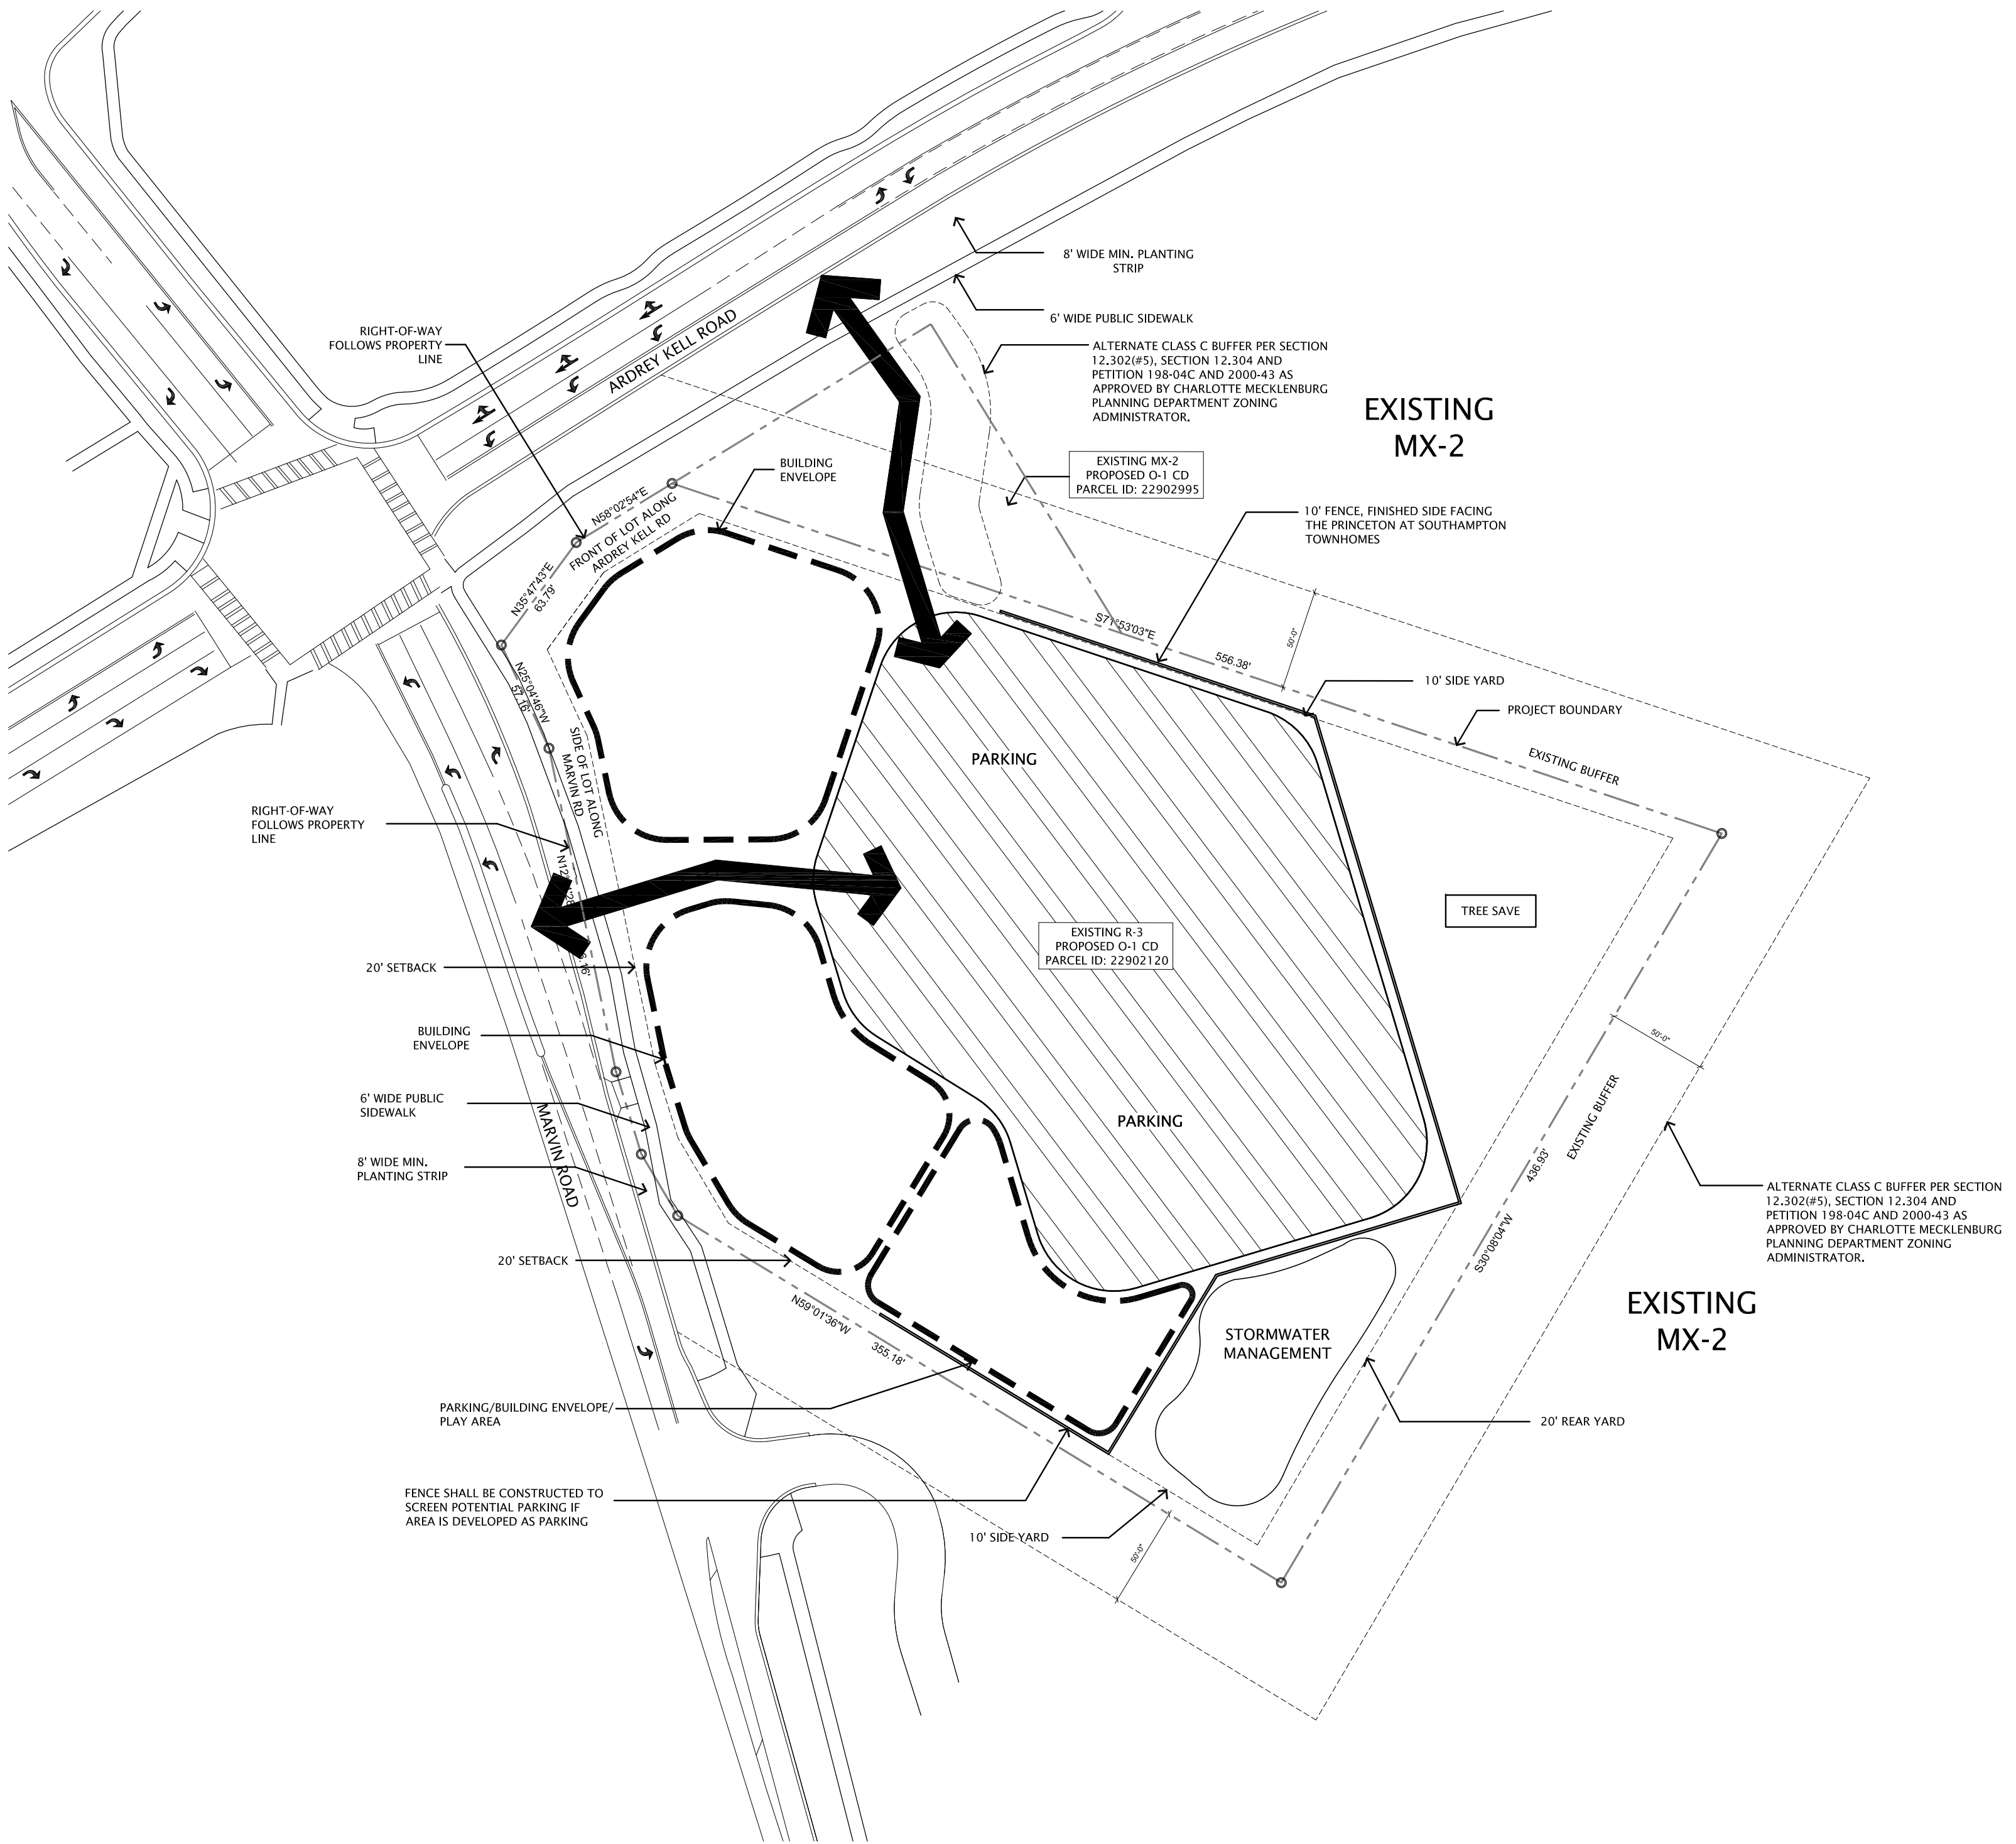 8' WIDE MIN. PLANTING
STRIP
6' WIDE PUBLIC SIDEWALK
RIGHT-OF-WAY
FOLLOWS PROPERTY
LINE
ARDREY KELL ROAD
ALTERNATE CLASS C BUFFER PER SECTION
12.302(#5), SECTION 12.304 AND
PETITION 198-04C AND 2000-43 AS
APPROVED BY CHARLOTTE MECKLENBURG
PLANNING DEPARTMENT ZONING
ADMINISTRATOR.
EXISTING
MX-2
BUILDING
ENVELOPE
EXISTING MX-2
PROPOSED O-1 CD
PARCEL ID: 22902995
N58°02'54"E
FRONT OF LOT ALONG
ARDREY KELL RD
10' FENCE, FINISHED SIDE FACING
THE PRINCETON AT SOUTHAMPTON
TOWNHOMES
N35°47'43"E
63.79'
S71°53'03"E
556.38'
50'-0"
10' SIDE YARD
PROJECT BOUNDARY
N25°04'46"W
57.16'
SIDE OF LOT ALONG
MARVIN RD
PARKING
EXISTING BUFFER
RIGHT-OF-WAY
FOLLOWS PROPERTY
LINE
TREE SAVE
EXISTING R-3
PROPOSED O-1 CD
PARCEL ID: 22902120
20' SETBACK
BUILDING
ENVELOPE
50'-0"
6' WIDE PUBLIC
SIDEWALK
MARVIN ROAD
PARKING
EXISTING BUFFER
436.93'
S30°08'04"W
8' WIDE MIN.
PLANTING STRIP
ALTERNATE CLASS C BUFFER PER SECTION
12.302(#5), SECTION 12.304 AND
PETITION 198-04C AND 2000-43 AS
APPROVED BY CHARLOTTE MECKLENBURG
PLANNING DEPARTMENT ZONING
ADMINISTRATOR.
20' SETBACK
N59°01'36"W
355.18'
STORMWATER
MANAGEMENT
EXISTING
MX-2
PARKING/BUILDING ENVELOPE/
PLAY AREA
20' REAR YARD
FENCE SHALL BE CONSTRUCTED TO
SCREEN POTENTIAL PARKING IF
AREA IS DEVELOPED AS PARKING
10' SIDE YARD
50'-0"